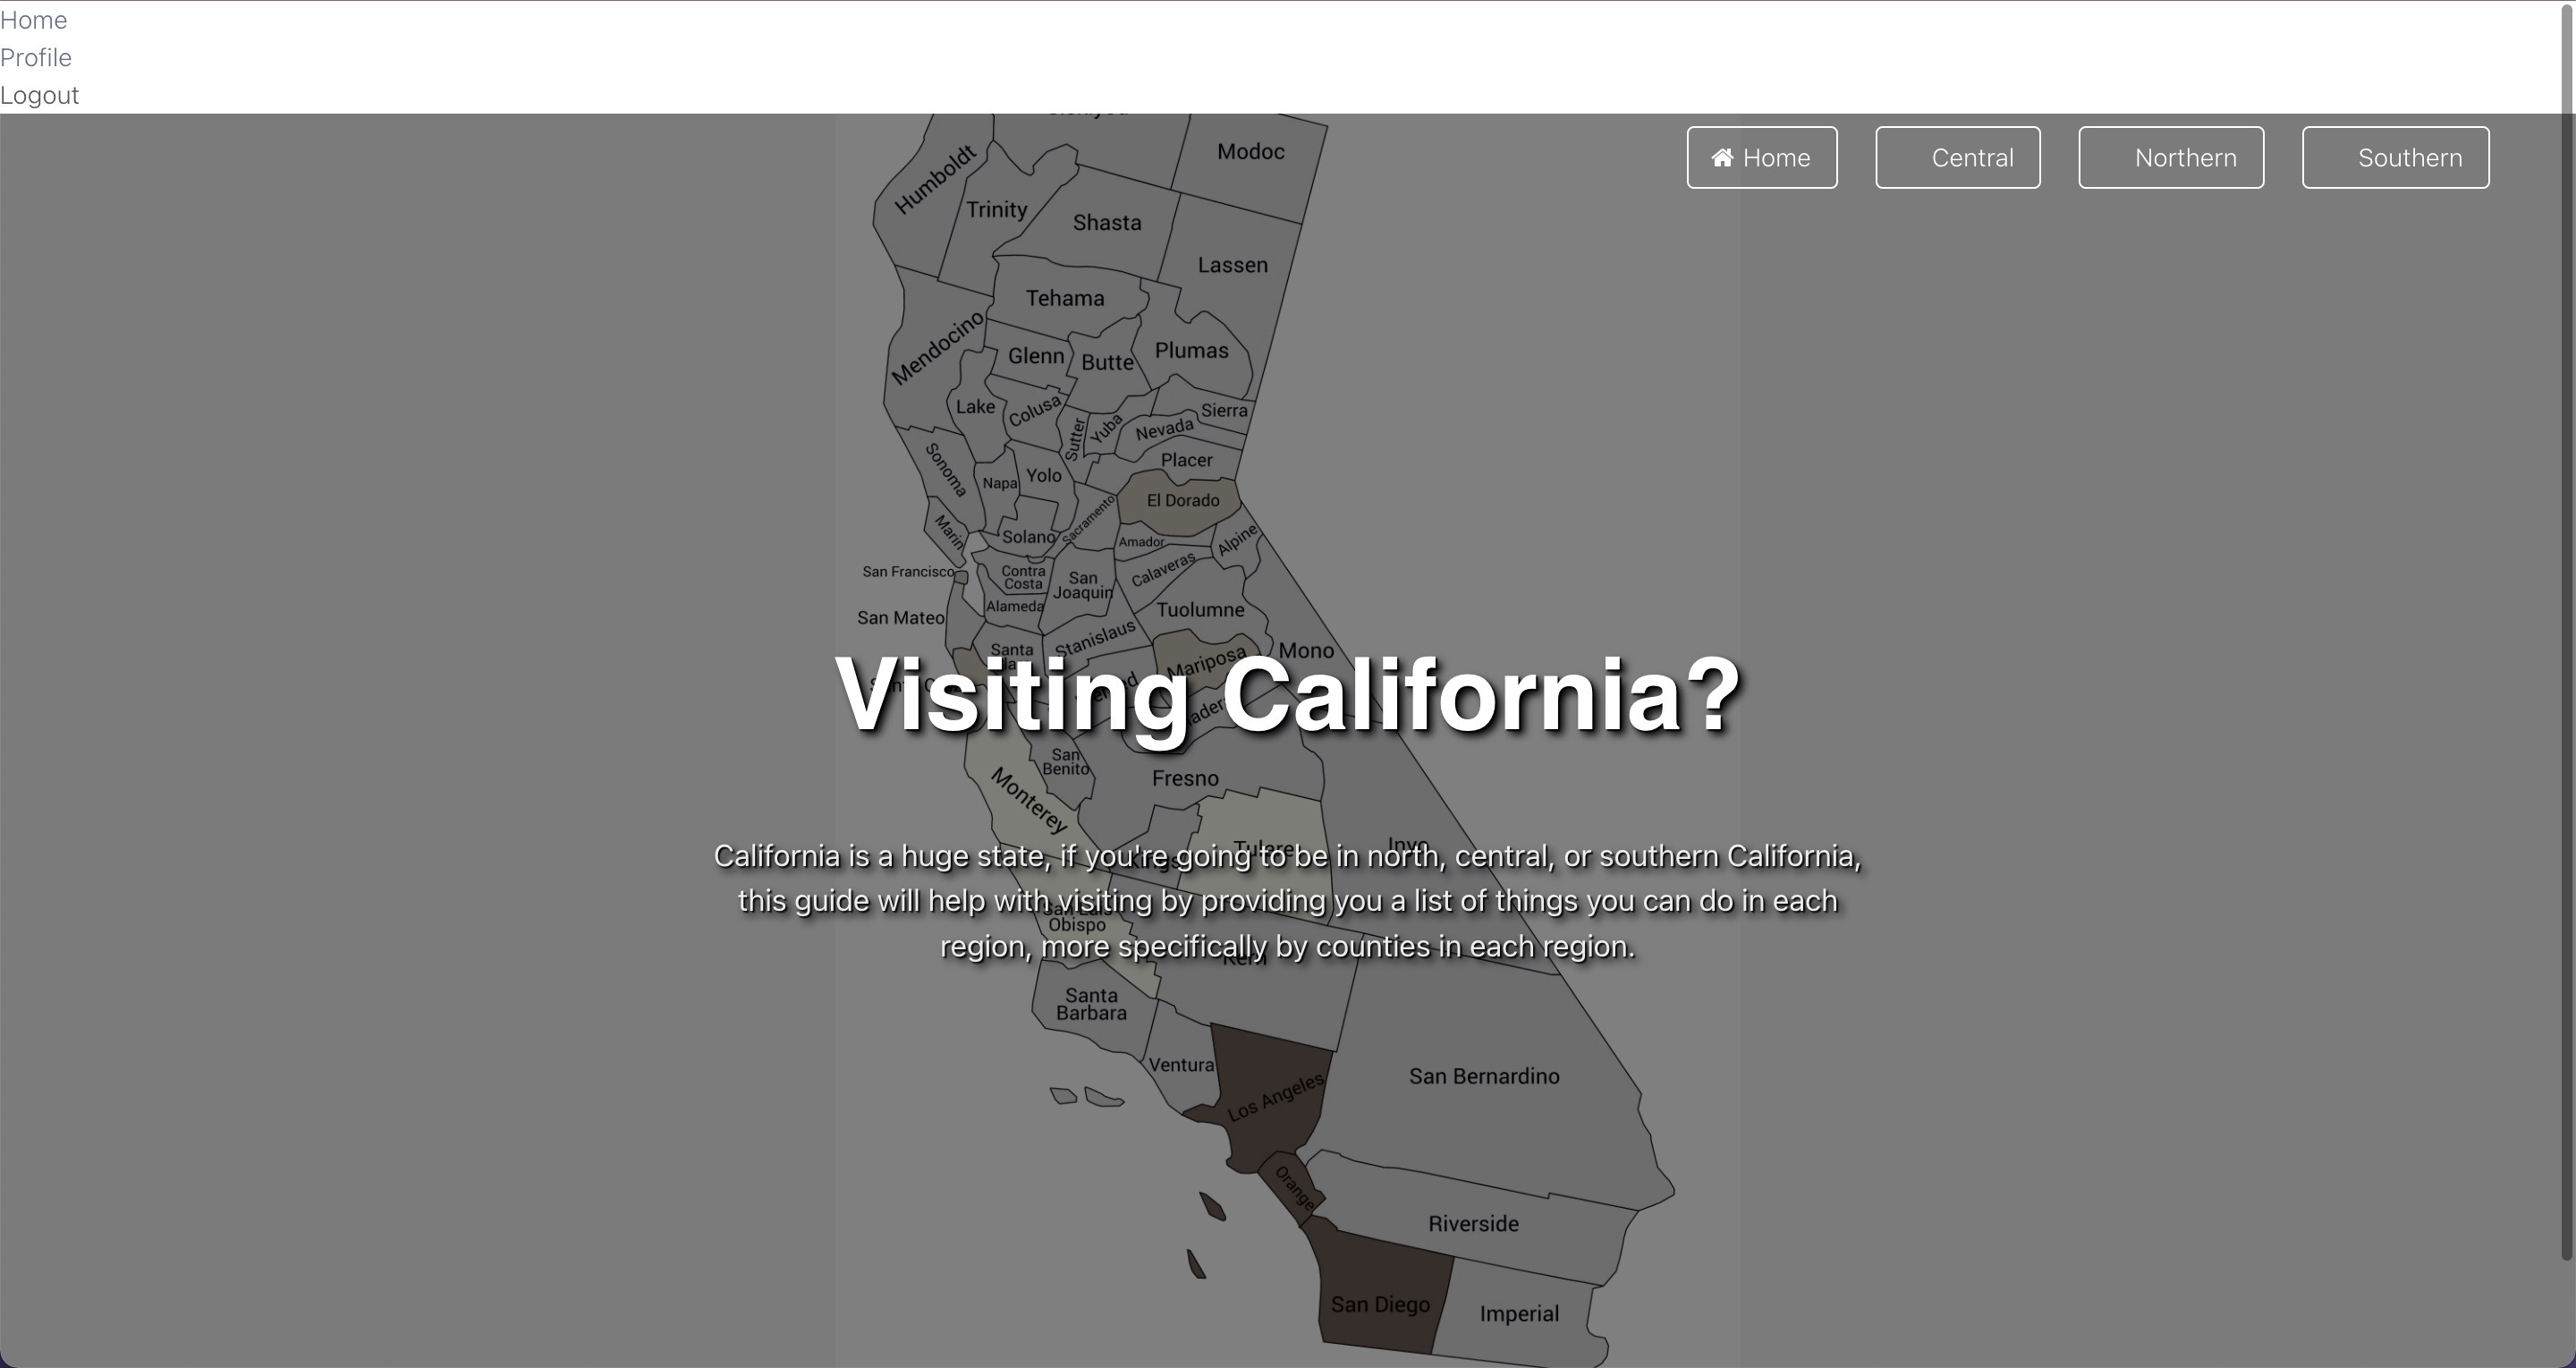 Home
Profile
Logout
Home
Central
Northern
Southern
Modoc
Humboldt
Trinity
Shasta
Lassen
Tehama
Mendocino
Glenn
Butte
Plumas
Lake
Colusa
Sutter
Yuba
Sierra
Nevada
Placer
Sonoma
Napa
Yolo
Sacramento
El Dorado
Marin
Solano
Amador
Alpine
San Francisco
Contra
Costa
San
Joaquin
Calaveras
Alameda
Tuolumne
San Mateo
Stanislaus
Santa
Mariposa
Mono
Visiting California?
San
Benito
Fresno
Monterey
Tulare
Inyo
Kings
California is a huge state, if you're going to be in north, central, or southern California,
this guide will help with visiting by providing you a list of things you can do in each
region, more specifically by counties in each region.
San Luis
Obispo
Kern
Santa
Barbara
Ventura
Los Angeles
San Bernardino
Orange
Riverside
San Diego
Imperial